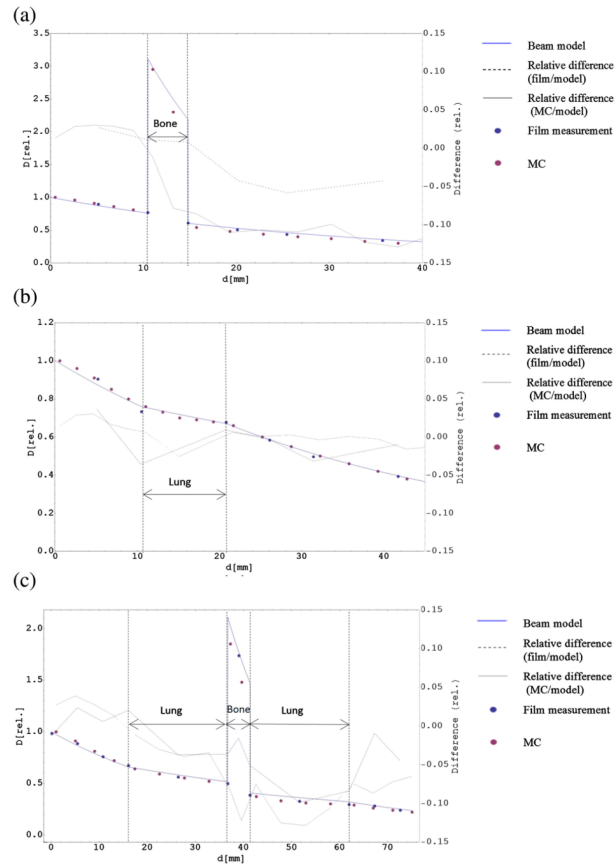 (a)
3.5
3.0
2.5
2.0
1.5
1.0
0.5
0.0
D[rel.]
Bone
0.15
0.10
0.05
0.00
0.05
0.10
0.15
Difference (rel.)
0 10 20 30 40
d[mm]
Beam model
Relative difference
(film/model)
Relative difference
(MC/model)
Film measurement
MC
(b)
1.2
1.0
0.8
0.6
0.4
0.2
0.0
D[rel.]
Lung
0.15
0.10
0.05
0.00
-0.05
-0.10
-0.15
Difference (rel.)
0 10 20 30 40
d[mm]
Beam model
Relative difference
(film/model)
Relative difference
(MC/model)
Film measurement
MC
(c)
2.0
1.5
1.0
0.5
0.0
D[rel.]
Lung
Bone
Lung
0.15
0.10
0.05
0.00
-0.05
-0.10
-0.15
Difference (rel.)
0 10 20 30 40 50 60 70
d[mm]
Beam model
Relative difference
(film/model)
Relative difference
(MC/model)
Film measurement
MC